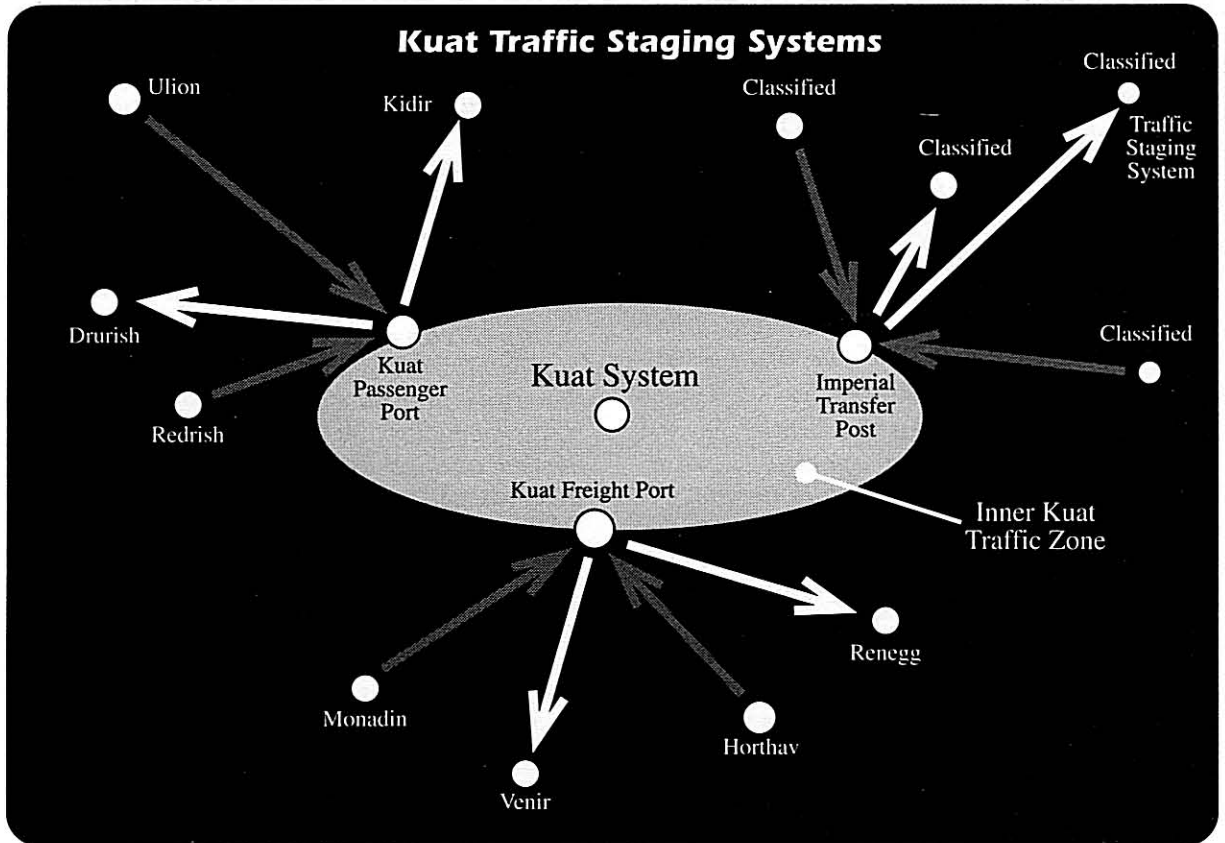 Kuat Traffic Staging Systems
Ulion
Kidir
Classified
Classified
Classified
Traffic
Staging
System
Drurish
Redrish
Kuat
Passenger
Port
Kuat System
Imperial
Transfer
Post
Classified
Kuat Freight Port
Inner Kuat
Traffic Zone
Monadin
Venir
Horthav
Renegg